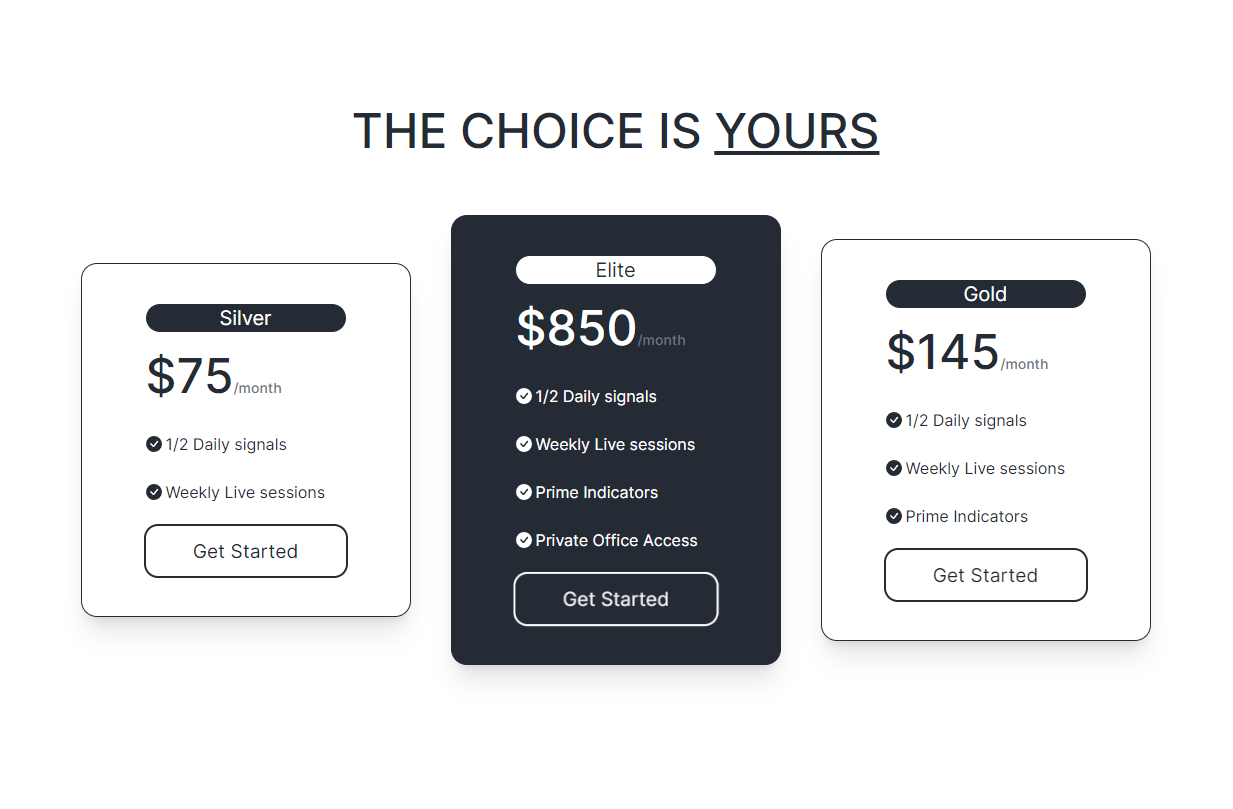 THE CHOICE IS YOURS
Silver
$75/month
1/2 Daily signals
Weekly Live sessions
Get Started
Elite
$850/month
1/2 Daily signals
Weekly Live sessions
Prime Indicators
Private Office Access
Get Started
Gold
$145/month
1/2 Daily signals
Weekly Live sessions
Prime Indicators
Get Started